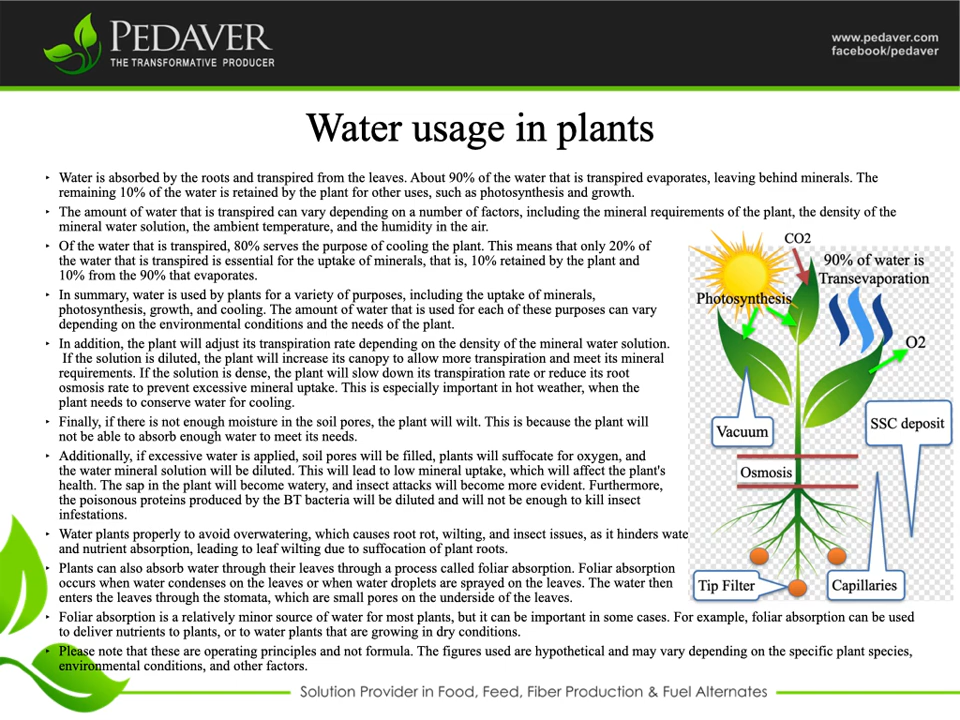 PEDAVER
THE TRANSFORMATIVE PRODUCER
www.pedaver.com
facebook/pedaver
Water usage in plants
‣ Water is absorbed by the roots and transpired from the leaves. About 90% of the water that is transpired evaporates, leaving behind minerals. The
remaining 10% of the water is retained by the plant for other uses, such as photosynthesis and growth.
‣ The amount of water that is transpired can vary depending on a number of factors, including the mineral requirements of the plant, the density of the
mineral water solution, the ambient temperature, and the humidity in the air.
‣ Of the water that is transpired, 80% serves the purpose of cooling the plant. This means that only 20% of
the water that is transpired is essential for the uptake of minerals, that is, 10% retained by the plant and
10% from the 90% that evaporates.
‣ In summary, water is used by plants for a variety of purposes, including the uptake of minerals,
photosynthesis, growth, and cooling. The amount of water that is used for each of these purposes can vary
depending on the environmental conditions and the needs of the plant.
‣ In addition, the plant will adjust its transpiration rate depending on the density of the mineral water solution.
If the solution is diluted, the plant will increase its canopy to allow more transpiration and meet its mineral
requirements. If the solution is dense, the plant will slow down its transpiration rate or reduce its root
osmosis rate to prevent excessive mineral uptake. This is especially important in hot weather, when the
plant needs to conserve water for cooling.
‣ Finally, if there is not enough moisture in the soil pores, the plant will wilt. This is because the plant will
not be able to absorb enough water to meet its needs.
‣ Additionally, if excessive water is applied, soil pores will be filled, plants will suffocate for oxygen, and
the water mineral solution will be diluted. This will lead to low mineral uptake, which will affect the plant's
health. The sap in the plant will become watery, and insect attacks will become more evident. Furthermore,
the poisonous proteins produced by the BT bacteria will be diluted and will not be enough to kill insect
infestations.
‣ Water plants properly to avoid overwatering, which causes root rot, wilting, and insect issues, as it hinders wate
and nutrient absorption, leading to leaf wilting due to suffocation of plant roots.
‣ Plants can also absorb water through their leaves through a process called foliar absorption. Foliar absorption
occurs when water condenses on the leaves or when water droplets are sprayed on the leaves. The water then
enters the leaves through the stomata, which are small pores on the underside of the leaves.
‣ Foliar absorption is a relatively minor source of water for most plants, but it can be important in some cases. For example, foliar absorption can be used
to deliver nutrients to plants, or to water plants that are growing in dry conditions.
‣ Please note that these are operating principles and not formula. The figures used are hypothetical and may vary depending on the specific plant species,
environmental conditions, and other factors.
CO2
90% of water is
Transevaporation
Photosynthesis
O2
SSC deposit
Vacuum
Osmosis
Tip Filter
Capillaries
Solution Provider in Food, Feed, Fiber Production & Fuel Alternates